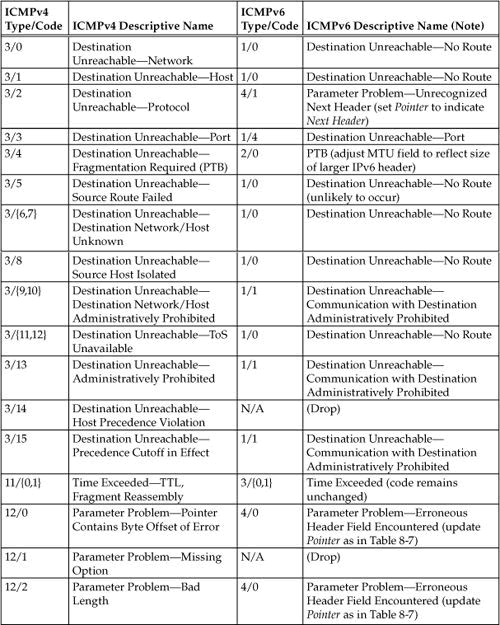 ICMPv4 Type/Code | ICMPv4 Descriptive Name | ICMPv6 Type/Code | ICMPv6 Descriptive Name (Note)
3/0 | Destination Unreachable—Network | 1/0 | Destination Unreachable—No Route
3/1 | Destination Unreachable—Host | 1/0 | Destination Unreachable—No Route
3/2 | Destination Unreachable—Protocol | 4/1 | Parameter Problem—Unrecognized Next Header (set Pointer to indicate Next Header)
3/3 | Destination Unreachable—Port | 1/4 | Destination Unreachable—Port
3/4 | Destination Unreachable—Fragmentation Required (PTB) | 2/0 | PTB (adjust MTU field to reflect size of larger IPv6 header)
3/5 | Destination Unreachable—Source Route Failed | 1/0 | Destination Unreachable—No Route (unlikely to occur)
3/{6,7} | Destination Unreachable—Destination Network/Host Unknown | 1/0 | Destination Unreachable—No Route
3/8 | Destination Unreachable—Source Host Isolated | 1/0 | Destination Unreachable—No Route
3/{9,10} | Destination Unreachable—Destination Network/Host Administratively Prohibited | 1/1 | Destination Unreachable—Communication with Destination Administratively Prohibited
3/{11,12} | Destination Unreachable—ToS Unavailable | 1/0 | Destination Unreachable—No Route
3/13 | Destination Unreachable—Administratively Prohibited | 1/1 | Destination Unreachable—Communication with Destination Administratively Prohibited
3/14 | Destination Unreachable—Host Precedence Violation | N/A | (Drop)
3/15 | Destination Unreachable—Precedence Cutoff in Effect | 1/1 | Destination Unreachable—Communication with Destination Administratively Prohibited
11/{0,1} | Time Exceeded—TTL, Fragment Reassembly | 3/{0,1} | Time Exceeded (code remains unchanged)
12/0 | Parameter Problem—Pointer Contains Byte Offset of Error | 4/0 | Parameter Problem—Erroneous Header Field Encountered (update Pointer as in Table 8-7)
12/1 | Parameter Problem—Missing Option | N/A | (Drop)
12/2 | Parameter Problem—Bad Length | 4/0 | Parameter Problem—Erroneous Header Field Encountered (update Pointer as in Table 8-7)